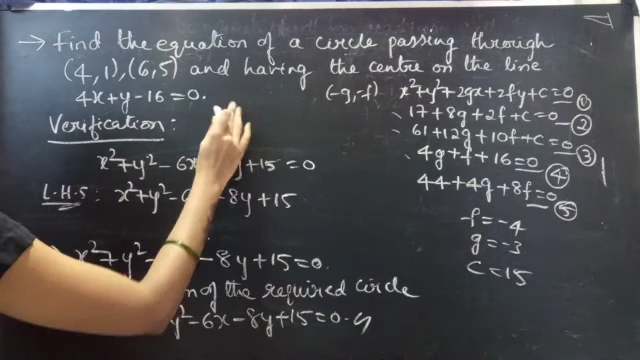 → Find the equation of a circle passing through
(4,1), (6,5) and having the centre on the line
4x+y-16=0.
Verification:
x²+y²-6x y+15=0
L.H.S: x²+y²-6 -8y+15
x²+y² -8y+15=0.
n of the required circle
y²-6x-8y+15=0.
(-g,-f) x²+y²+2gx+2fy+c=0 ①
17+8g+2f+c=0 ②
61+12g+10f+c=0 ③
4g+f+16=0 ④
44+4g+8f=0 ⑤
-f=-4
g=-3
c=15